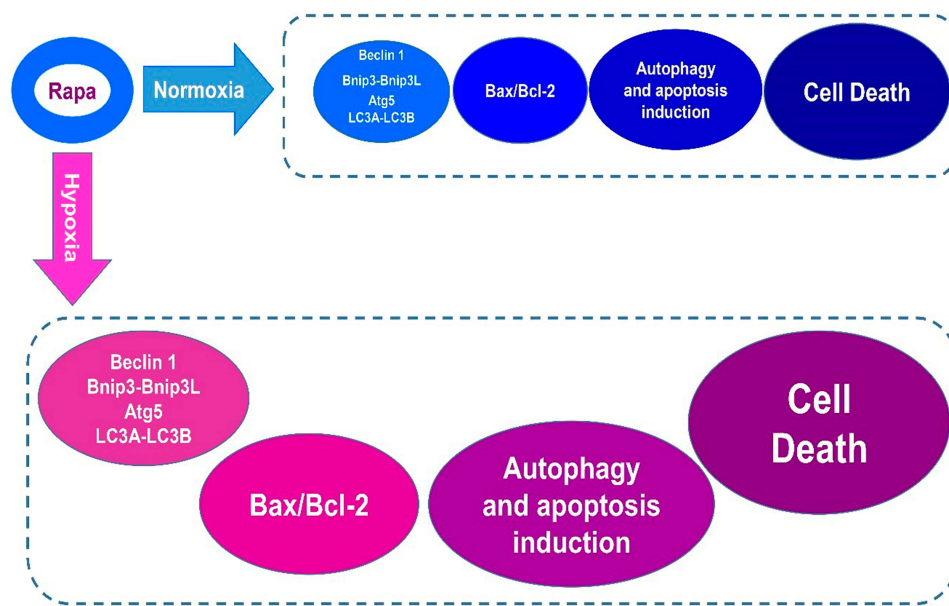 Rapa
Normoxia
Beclin 1
Bnip3-Bnip3L
Atg5
LC3A-LC3B
Bax/Bcl-2
Autophagy
and apoptosis
induction
Cell Death
Hypoxia
Beclin 1
Bnip3-Bnip3L
Atg5
LC3A-LC3B
Bax/Bcl-2
Autophagy
and apoptosis
induction
Cell
Death